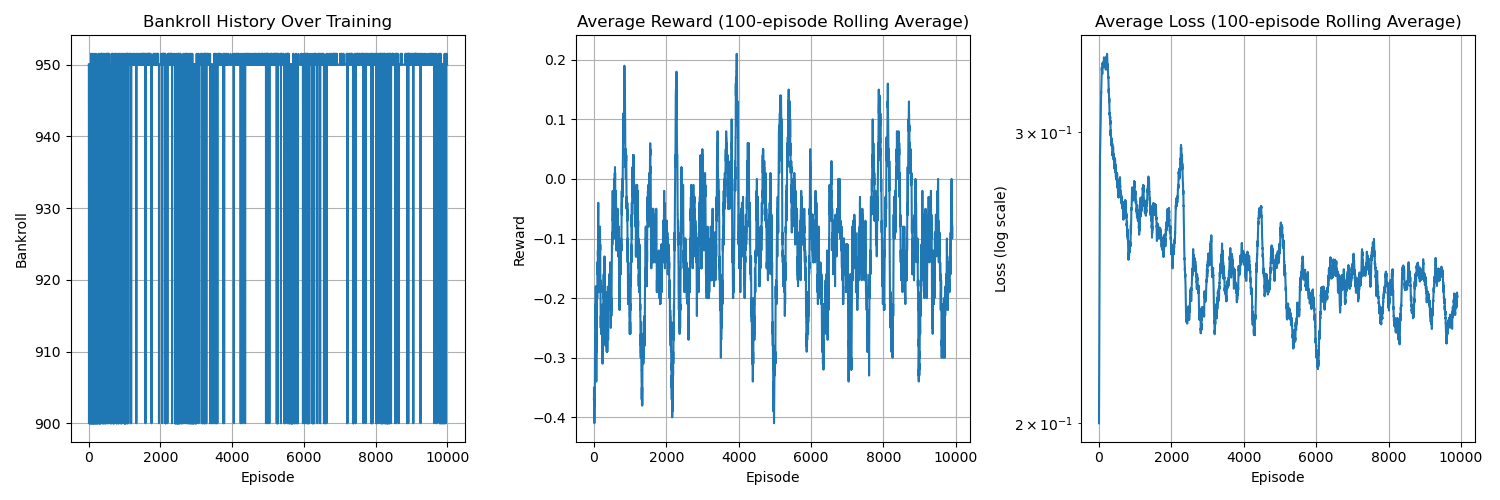 Bankroll History Over Training
950
940
930
920
910
900
Bankroll
0
2000
4000
6000
8000
10000
Episode
Average Reward (100-episode Rolling Average)
0.2
0.1
0.0
−0.1
−0.2
−0.3
−0.4
Reward
0
2000
4000
6000
8000
10000
Episode
Average Loss (100-episode Rolling Average)
3 × 10⁻¹
2 × 10⁻¹
Loss (log scale)
0
2000
4000
6000
8000
10000
Episode